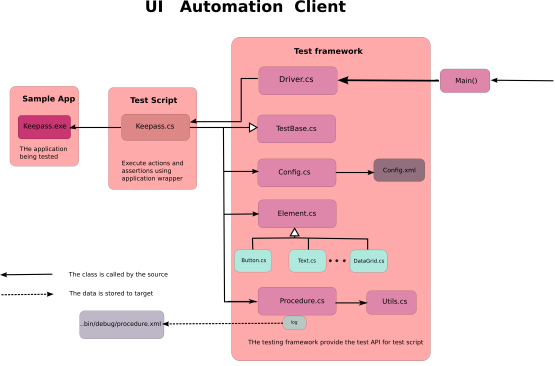 UI Automation Client
Test framework
Driver.cs
Main()
Sample App
Test Script
Keepass.exe
Keepass.cs
TestBase.cs
THe application
being tested
Execute actions and
assertions using
application wrapper
Config.cs
Config.xml
Element.cs
Button.cs
Text.cs
DataGrid.cs
The class is called by the source
The data is stored to target
Procedure.cs
Utils.cs
..bin/debug/procedure.xml
log
THe testing framework provide the test API for test script